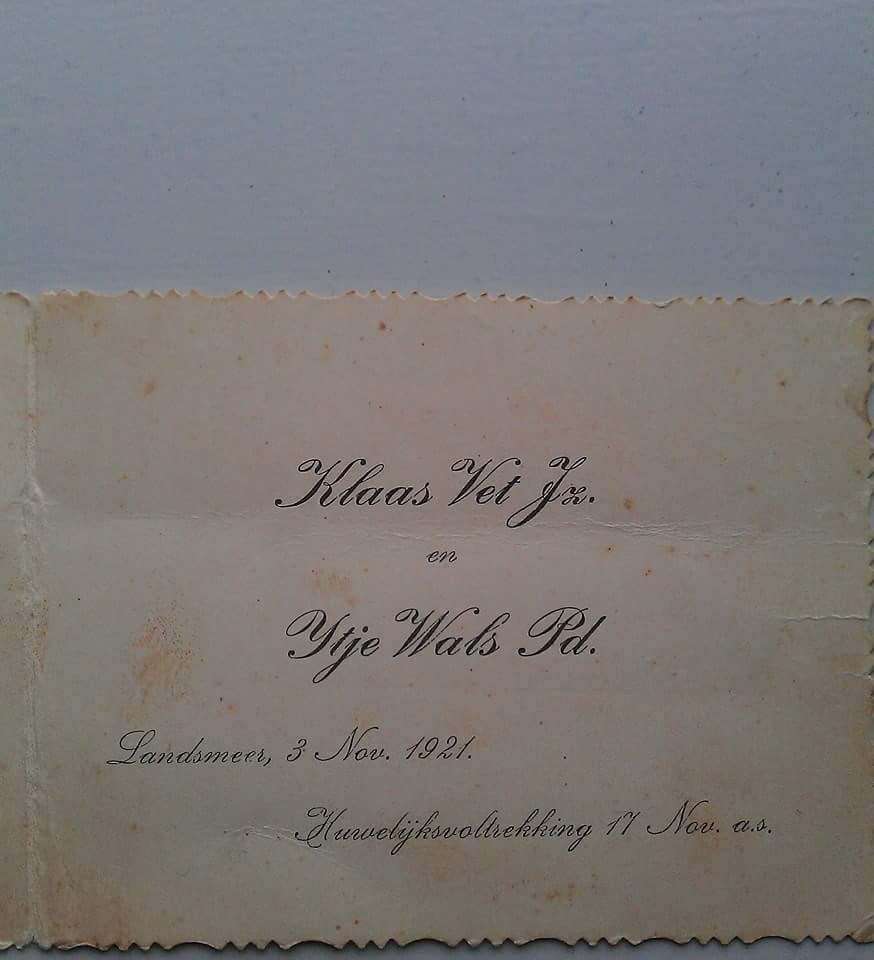 Klaas Vet Jz.
en
Ytje Wals Pd.
Landsmeer, 3 Nov. 1921.
Huwelijksvoltrekking 17 Nov. a.s.